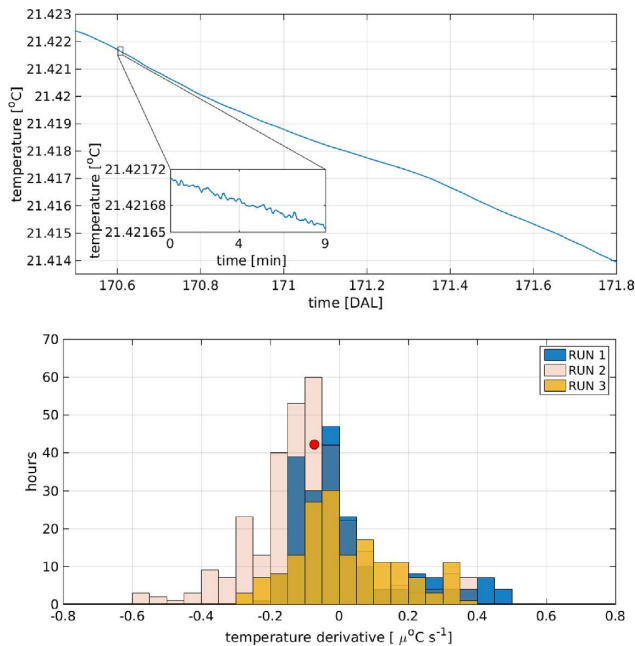 21.423
21.422
21.421
21.42
21.419
21.418
21.417
21.416
21.415
21.414
temperature [°C]
21.42172
21.42168
21.42165
temperature [°C]
0 4 9
time [min]
170.6 170.8 171 171.2 171.4 171.6 171.8
time [DAL]
70
60
50
40
30
20
10
0
hours
RUN 1
RUN 2
RUN 3
-0.8 -0.6 -0.4 -0.2 0 0.2 0.4 0.6 0.8
temperature derivative [ μ°C s⁻¹]